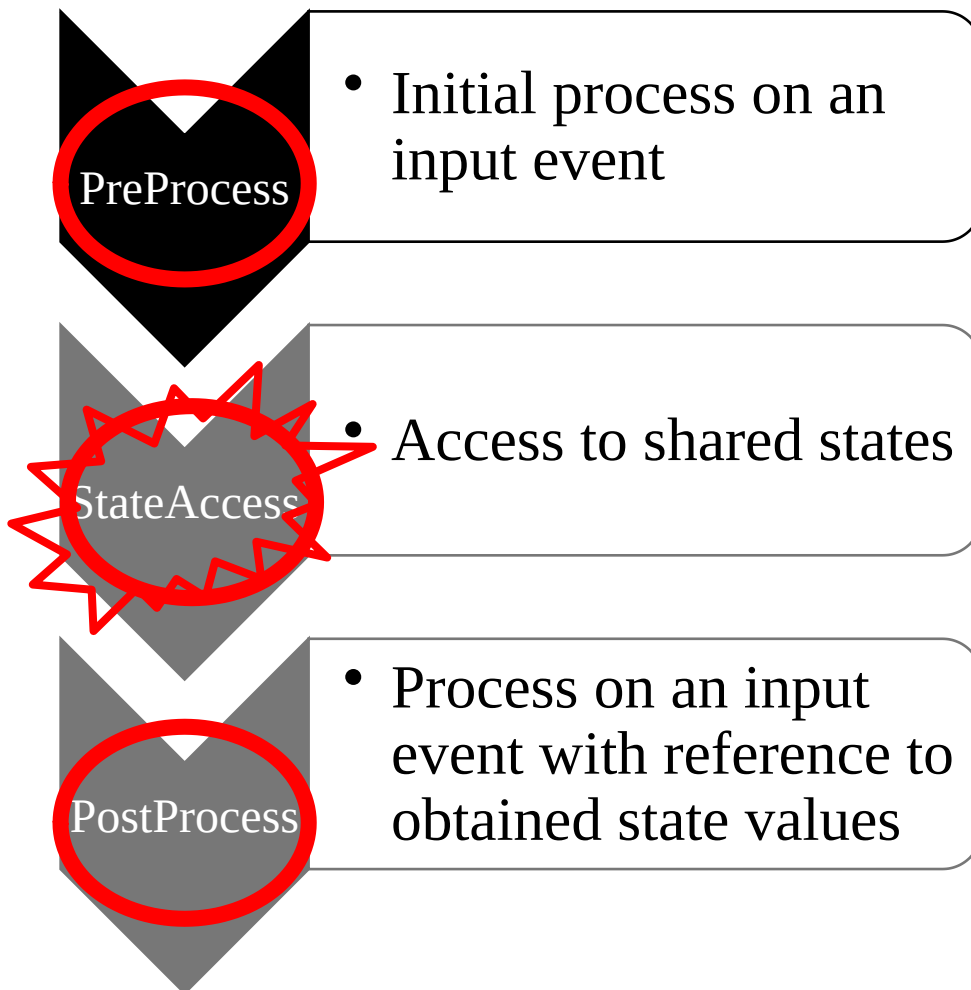 PreProcess
• Initial process on an
input event
StateAccess
• Access to shared states
PostProcess
• Process on an input
event with reference to
obtained state values